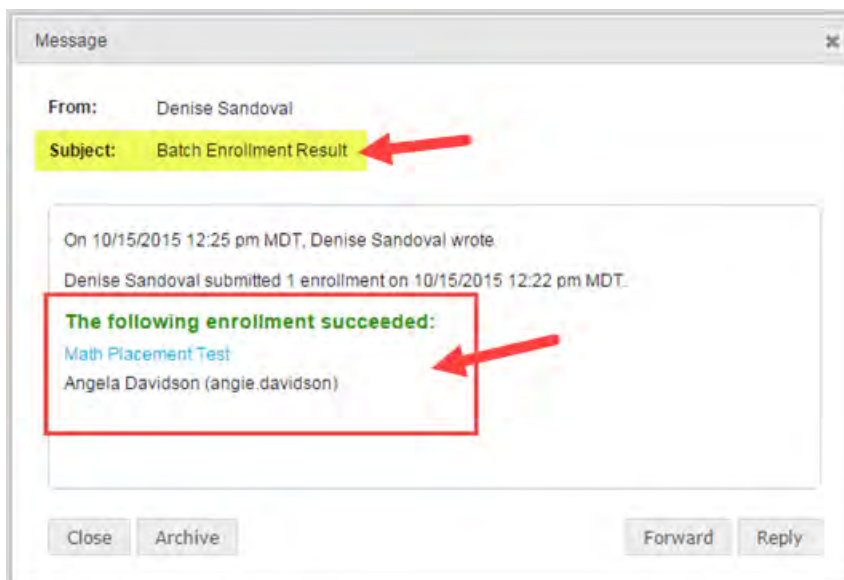 Message
From: Denise Sandoval
Subject: Batch Enrollment Result
On 10/15/2015 12:25 pm MDT, Denise Sandoval wrote
Denise Sandoval submitted 1 enrollment on 10/15/2015 12:22 pm MDT.
The following enrollment succeeded:
Math Placement Test
Angela Davidson (angie.davidson)
Close Archive Forward Reply